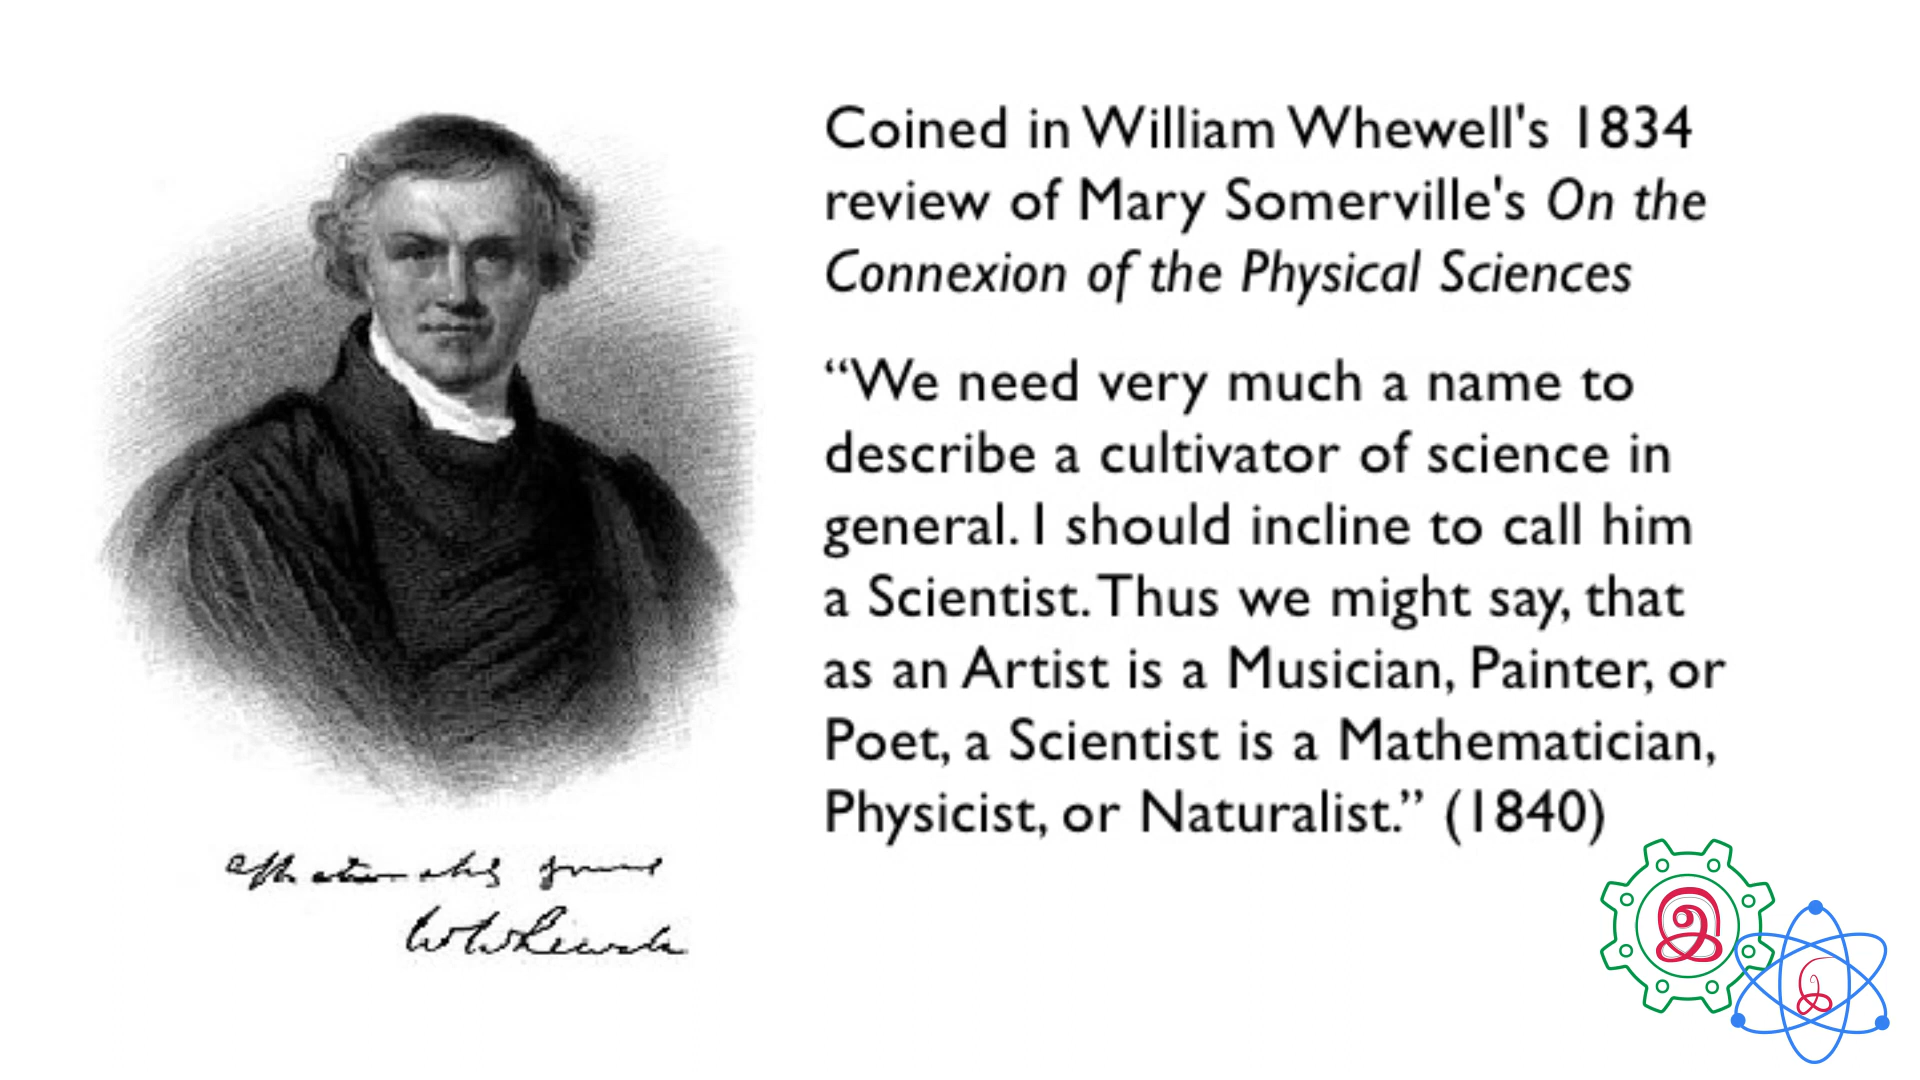 Coined in William Whewell's 1834
review of Mary Somerville's On the
Connexion of the Physical Sciences
“We need very much a name to
describe a cultivator of science in
general. I should incline to call him
a Scientist. Thus we might say, that
as an Artist is a Musician, Painter, or
Poet, a Scientist is a Mathematician,
Physicist, or Naturalist.” (1840)
W Whewell
இ